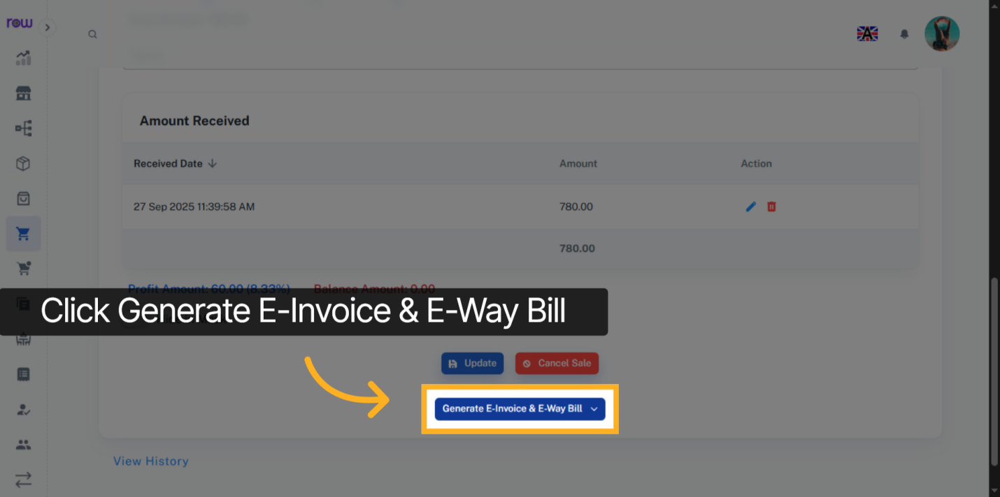 row
A
Amount Received
Received Date Amount Action
27 Sep 2025 11:39:58 AM 780.00
780.00
Profit Amount: 60.00 (8.33%) Balance Amount: 0.00
Click Generate E-Invoice & E-Way Bill
Update Cancel Sale
Generate E-Invoice & E-Way Bill
View History